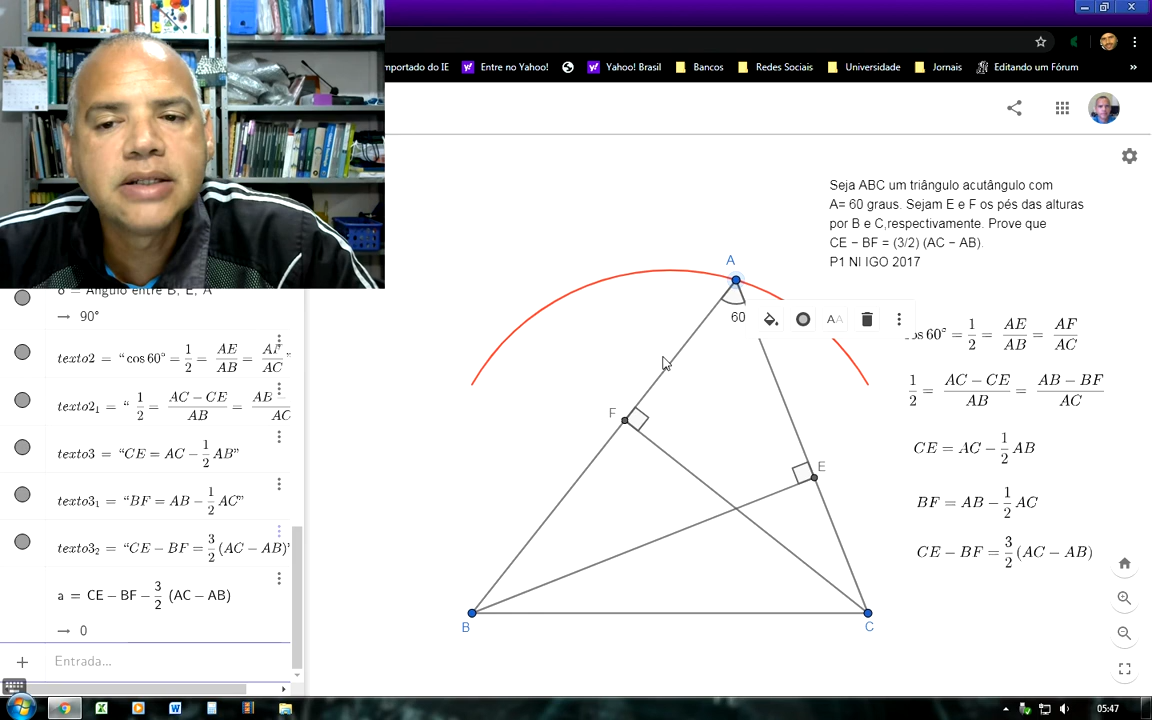 mportado do IE
Entre no Yahoo!
Yahoo! Brasil
Bancos
Redes Sociais
Universidade
Jornais
Editando um Fórum
»
Seja ABC um triângulo acutângulo com
A= 60 graus. Sejam E e F os pés das alturas
por B e C,respectivamente. Prove que
CE − BF = (3/2) (AC − AB).
P1 NI IGO 2017
A
60
F
E
B
C
cos 60° = 1/2 = AE/AB = AF/AC
1/2 = (AC − CE)/AB = (AB − BF)/AC
CE = AC − 1/2 AB
BF = AB − 1/2 AC
CE − BF = 3/2 (AC − AB)
Ângulo entre B, E, A
→ 90°
texto2 = “cos 60° = 1/2 = AE/AB = AF/AC”
texto2₁ = “ 1/2 = (AC − CE)/AB = AB AC
texto3 = “CE = AC − 1/2 AB”
texto3₁ = “BF = AB − 1/2 AC”
texto3₂ = “CE − BF = 3/2 (AC − AB)”
a = CE − BF − 3/2 (AC − AB)
→ 0
+ Entrada...
AA
05:47